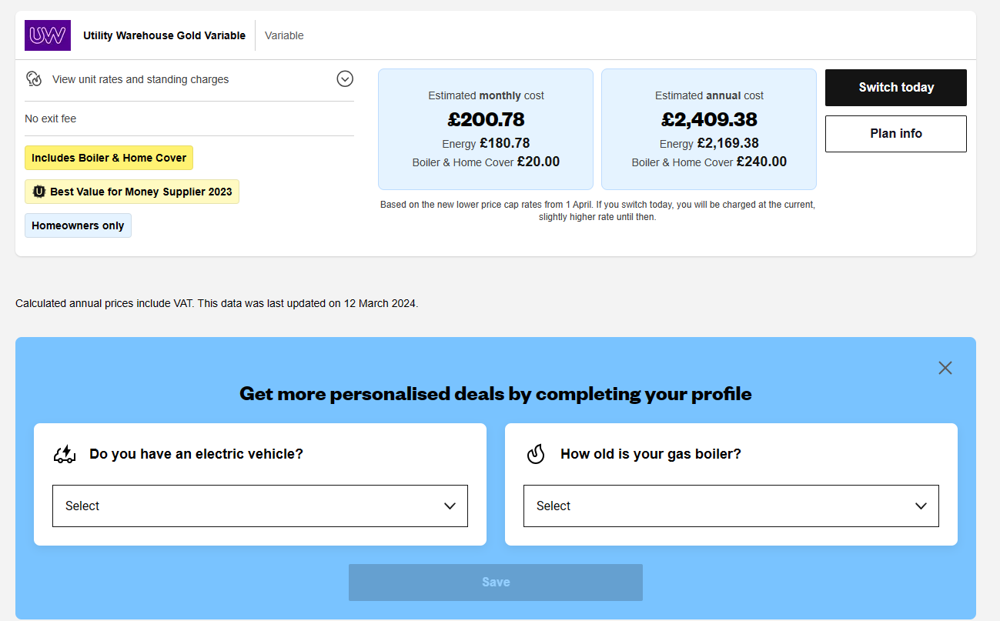 UW
Utility Warehouse Gold Variable
Variable
View unit rates and standing charges
No exit fee
Includes Boiler & Home Cover
U Best Value for Money Supplier 2023
Homeowners only
Estimated monthly cost
£200.78
Energy £180.78
Boiler & Home Cover £20.00
Estimated annual cost
£2,409.38
Energy £2,169.38
Boiler & Home Cover £240.00
Based on the new lower price cap rates from 1 April. If you switch today, you will be charged at the current,
slightly higher rate until then.
Switch today
Plan info
Calculated annual prices include VAT. This data was last updated on 12 March 2024.
Get more personalised deals by completing your profile
Do you have an electric vehicle?
Select
How old is your gas boiler?
Select
Save